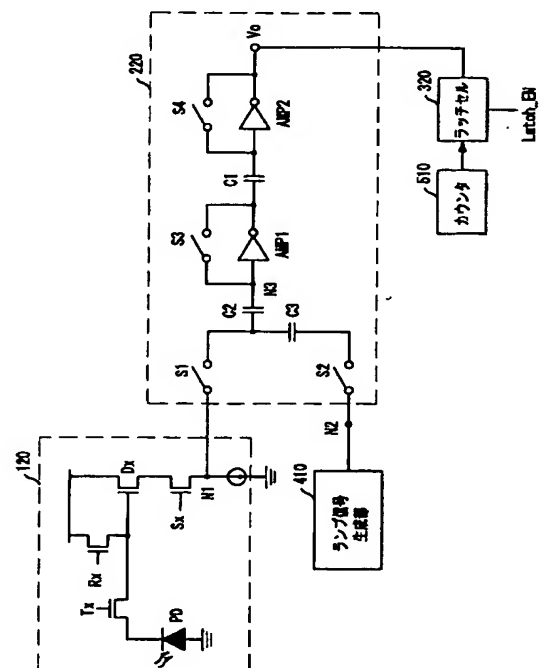 120
Rx
Tx
PD
Dx
Sx
N1
410
ランプ信号
生成部
N2
220
S1
S2
C2
C3
N3
S3
AMP1
C1
S4
AMP2
Vo
510
カウンタ
320
ラッチセル
Latch_EN